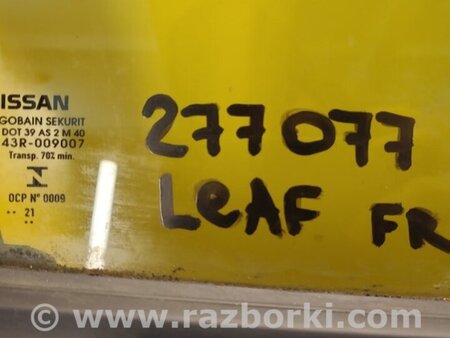 ISSAN
GOBAIN SEKURIT
DOT 39 AS 2 M 40
43R-009007
Transp. 70% min.
OCP N° 0009
.. 21
..
277077
LeAF FR
www.razborki.com